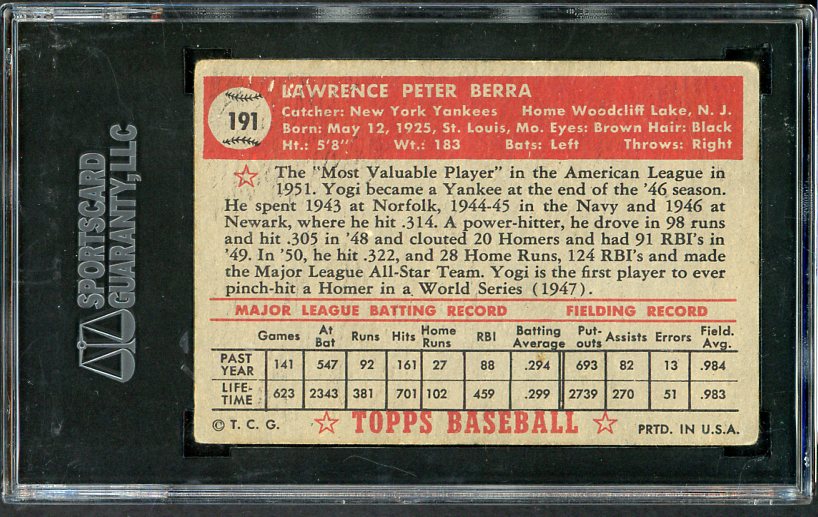 SPORTSCARD
GUARANTY, LLC
191
LAWRENCE PETER BERRA
Catcher: New York Yankees Home Woodcliff Lake, N. J.
Born: May 12, 1925, St. Louis, Mo. Eyes: Brown Hair: Black
Ht.: 5'8" Wt.: 183 Bats: Left Throws: Right
The "Most Valuable Player" in the American League in
1951. Yogi became a Yankee at the end of the '46 season.
He spent 1943 at Norfolk, 1944-45 in the Navy and 1946 at
Newark, where he hit .314. A power-hitter, he drove in 98 runs
and hit .305 in '48 and clouted 20 Homers and had 91 RBI's in
'49. In '50, he hit .322, and 28 Home Runs, 124 RBI's and made
the Major League All-Star Team. Yogi is the first player to ever
pinch-hit a Homer in a World Series (1947).
MAJOR LEAGUE BATTING RECORD FIELDING RECORD
Games At Bat Runs Hits Home Runs RBI Batting Average Put-outs Assists Errors Field. Avg.
PAST YEAR 141 547 92 161 27 88 .294 693 82 13 .984
LIFE-TIME 623 2343 381 701 102 459 .299 2739 270 51 .983
© T. C. G. TOPPS BASEBALL PRTD. IN U.S.A.